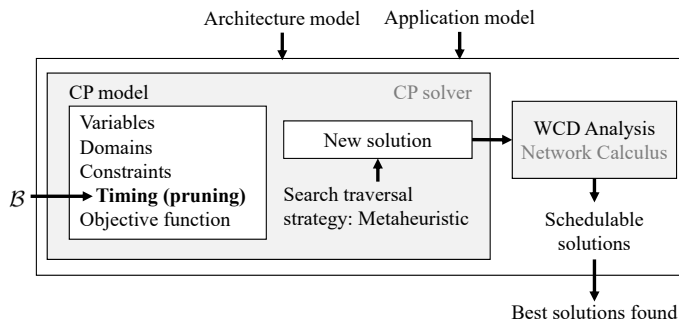 Architecture model
Application model
CP model
CP solver
Variables
Domains
Constraints
Timing (pruning)
Objective function
ℬ
New solution
Search traversal
strategy: Metaheuristic
WCD Analysis
Network Calculus
Schedulable
solutions
Best solutions found